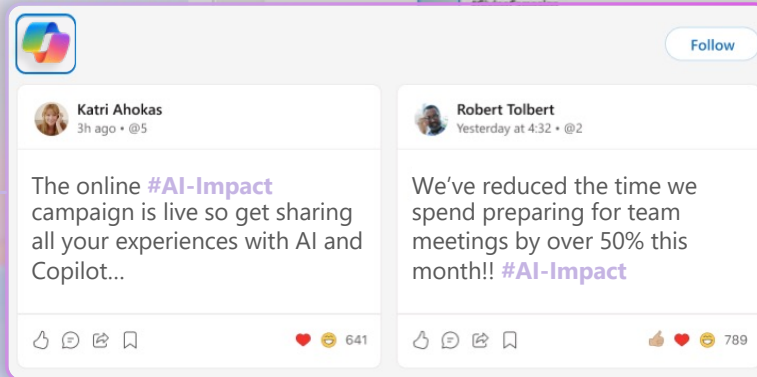 Follow
Katri Ahokas
3h ago • @5
The online #AI-Impact
campaign is live so get sharing
all your experiences with AI and
Copilot...
641
Robert Tolbert
Yesterday at 4:32 • @2
We’ve reduced the time we
spend preparing for team
meetings by over 50% this
month!! #AI-Impact
789